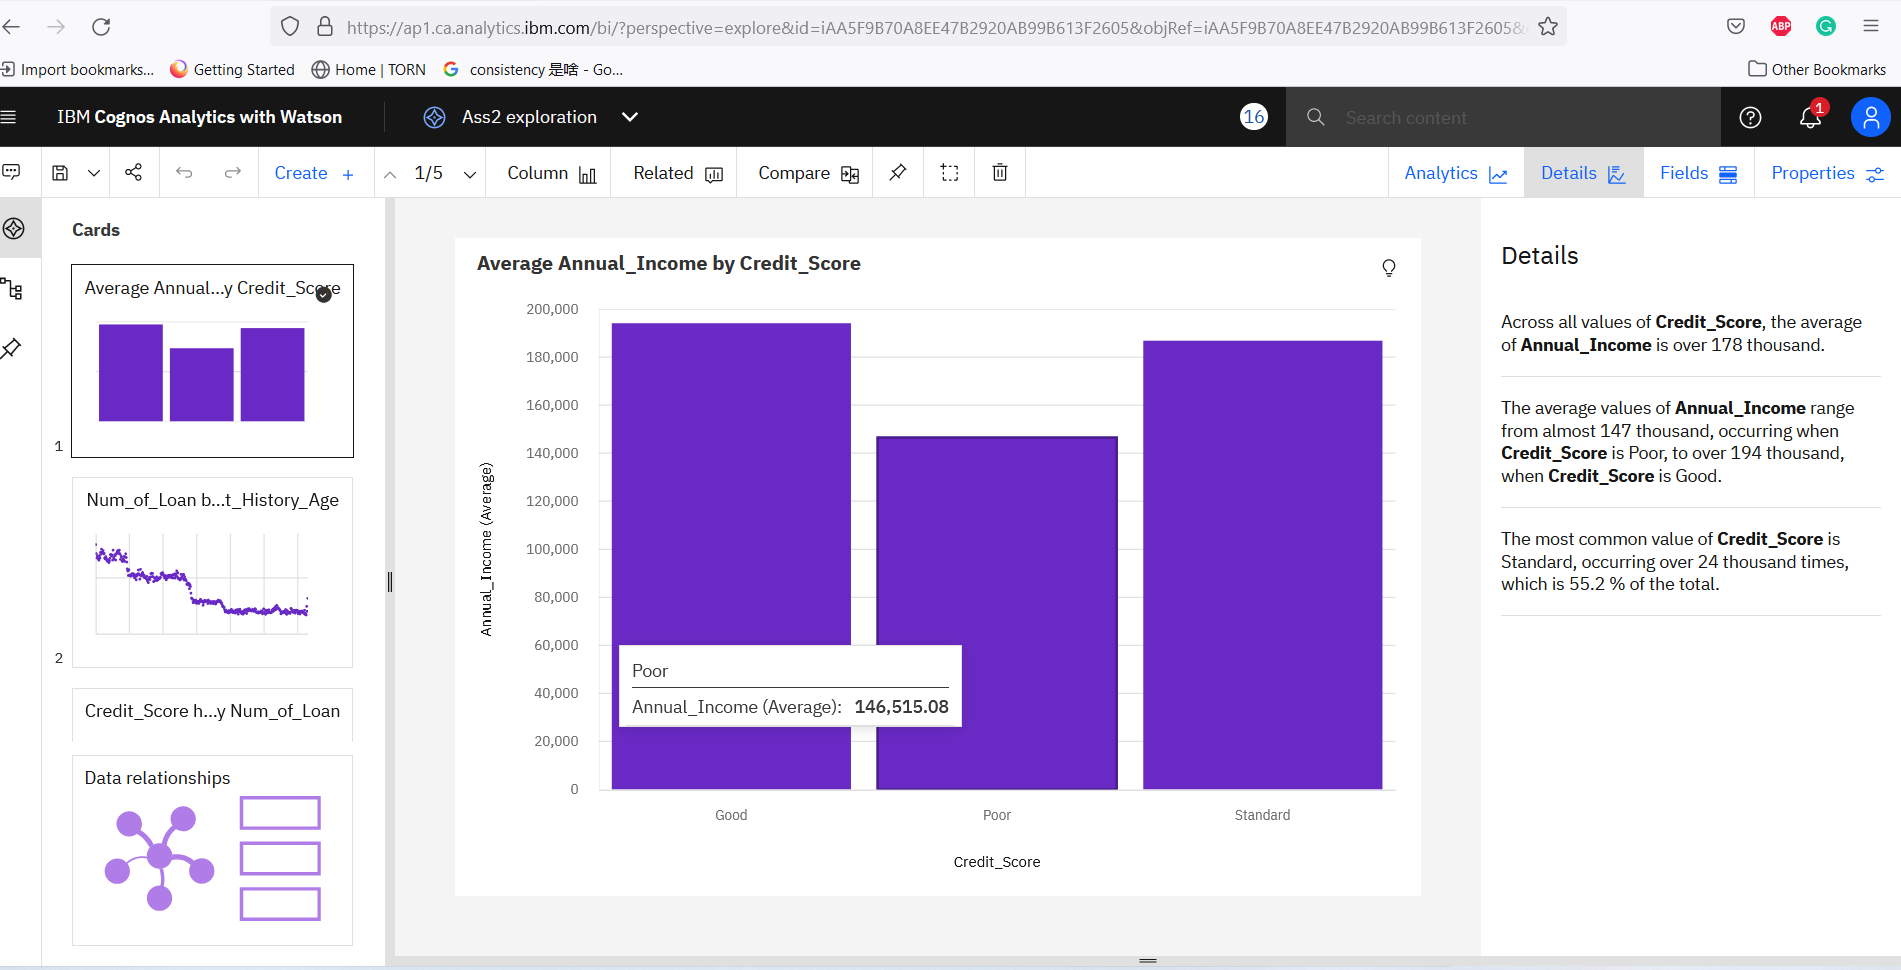 https://ap1.ca.analytics.ibm.com/bi/?perspective=explore&id=iAA5F9B70A8EE47B2920AB99B613F2605&objRef=iAA5F9B70A8EE47B2920AB99B613F2605&
ABP
G
Import bookmarks...
Getting Started
Home | TORN
consistency 是啥 - Go...
Other Bookmarks
IBM Cognos Analytics with Watson
Ass2 exploration
16
Search content
1
Create +
1/5
Column
Related
Compare
Analytics
Details
Fields
Properties
Cards
Average Annual...y Credit_Score
1
Num_of_Loan b...t_History_Age
2
Credit_Score h...y Num_of_Loan
Data relationships
Average Annual_Income by Credit_Score
200,000
180,000
160,000
140,000
120,000
100,000
80,000
60,000
40,000
20,000
0
Annual_Income (Average)
Poor
Annual_Income (Average): 146,515.08
Good
Poor
Standard
Credit_Score
Details
Across all values of Credit_Score, the average
of Annual_Income is over 178 thousand.
The average values of Annual_Income range
from almost 147 thousand, occurring when
Credit_Score is Poor, to over 194 thousand,
when Credit_Score is Good.
The most common value of Credit_Score is
Standard, occurring over 24 thousand times,
which is 55.2 % of the total.